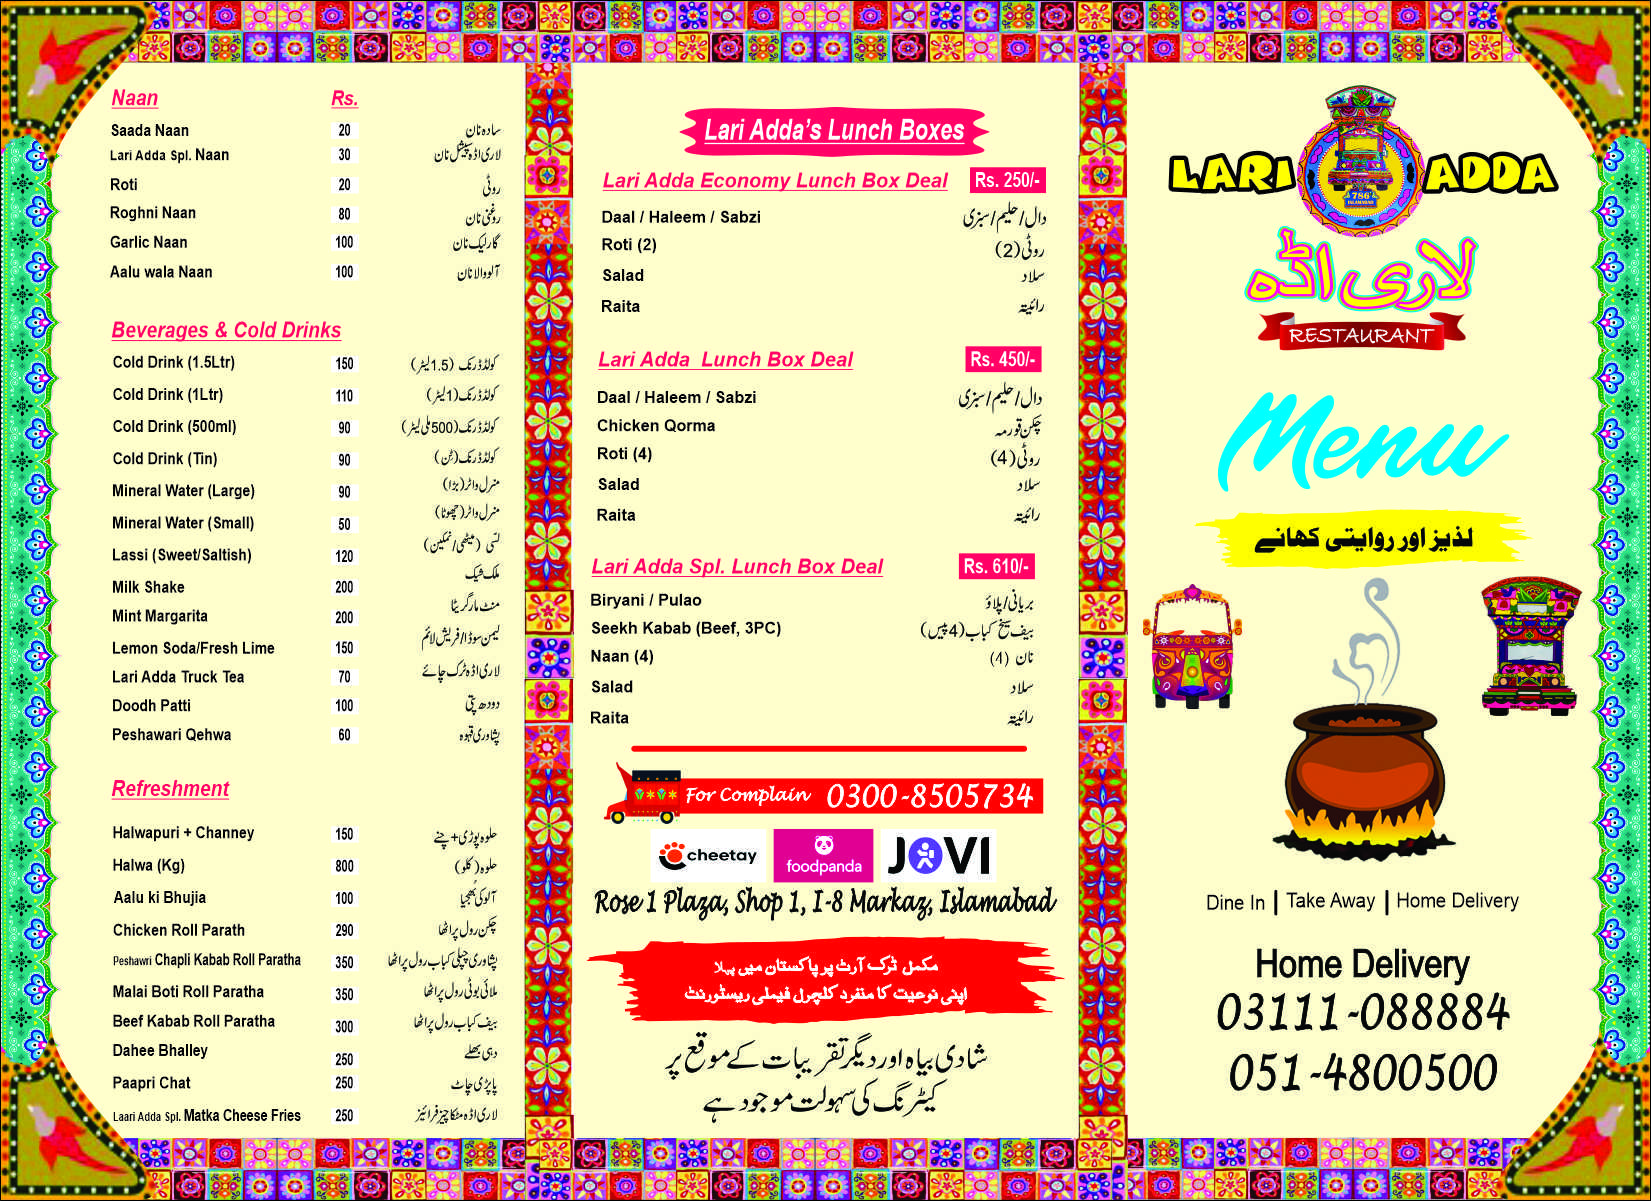 Naan Rs.
Saada Naan 20 سادہ نان
Lari Adda Spl. Naan 30 لاری اڈہ سپیشل نان
Roti 20 روٹی
Roghni Naan 80 روغنی نان
Garlic Naan 100 گارلیک نان
Aalu wala Naan 100 آلو والا نان
Beverages & Cold Drinks
Cold Drink (1.5Ltr) 150 کولڈ ڈرنک (1.5 لیٹر)
Cold Drink (1Ltr) 110 کولڈ ڈرنک (1 لیٹر)
Cold Drink (500ml) 90 کولڈ ڈرنک (500 ملی لیٹر)
Cold Drink (Tin) 90 کولڈ ڈرنک (ٹن)
Mineral Water (Large) 90 منرل واٹر (بڑا)
Mineral Water (Small) 50 منرل واٹر (چھوٹا)
Lassi (Sweet/Saltish) 120 لسی (میٹھی/نمکین)
Milk Shake 200 ملک شیک
Mint Margarita 200 منٹ مارگریٹا
Lemon Soda/Fresh Lime 150 لیمن سوڈا/فریش لائم
Lari Adda Truck Tea 70 لاری اڈہ ٹرک چائے
Doodh Patti 100 دودھ پتی
Peshawari Qehwa 60 پشاوری قہوہ
Refreshment
Halwapuri + Channey 150 حلوہ پوڑی + چنے
Halwa (Kg) 800 حلوہ (کلو)
Aalu ki Bhujia 100 آلو کی بھجیا
Chicken Roll Parath 290 چکن رول پراٹھا
Peshawri Chapli Kabab Roll Paratha 350 پشاوری چپلی کباب رول پراٹھا
Malai Boti Roll Paratha 350 ملائی بوٹی رول پراٹھا
Beef Kabab Roll Paratha 300 بیف کباب رول پراٹھا
Dahee Bhalley 250 دہی بھلے
Paapri Chat 250 پاپڑی چاٹ
Laari Adda Spl. Matka Cheese Fries 250 لاری اڈہ مٹکا چیز فرائیز
Lari Adda's Lunch Boxes
Lari Adda Economy Lunch Box Deal Rs. 250/-
Daal / Haleem / Sabzi دال/حلیم/سبزی
Roti (2) روٹی (2)
Salad سلاد
Raita رائیتہ
Lari Adda Lunch Box Deal Rs. 450/-
Daal / Haleem / Sabzi دال/حلیم/سبزی
Chicken Qorma چکن قورمہ
Roti (4) روٹی (4)
Salad سلاد
Raita رائیتہ
Lari Adda Spl. Lunch Box Deal Rs. 610/-
Biryani / Pulao بریانی/پلاؤ
Seekh Kabab (Beef, 3PC) بیف سیخ کباب (4 پیس)
Naan (4) نان (4)
Salad سلاد
Raita رائیتہ
For Complain 0300-8505734
cheetay foodpanda JOVI
Rose 1 Plaza, Shop 1, I-8 Markaz, Islamabad
مکمل ٹرک آرٹ پر پاکستان میں پہلا
اپنی نوعیت کا منفرد کلچرل فیملی ریسٹورنٹ
شادی بیاہ اور دیگر تقریبات کے موقع پر
کیٹرنگ کی سہولت موجود ہے
LARI ADDA
786
ISLAMABAD
لاری اڈہ
RESTAURANT
Menu
لذیز اور روایتی کھانے
Dine In | Take Away | Home Delivery
Home Delivery
03111-088884
051-4800500